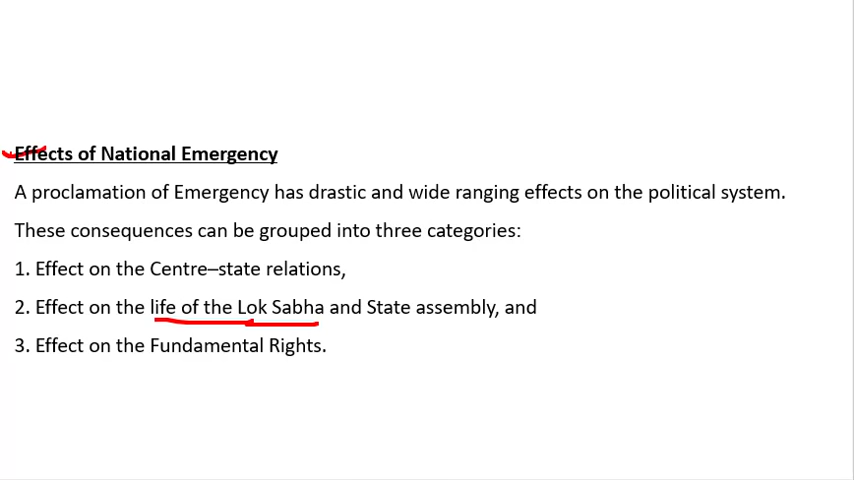 Effects of National Emergency
A proclamation of Emergency has drastic and wide ranging effects on the political system.
These consequences can be grouped into three categories:
1. Effect on the Centre–state relations,
2. Effect on the life of the Lok Sabha and State assembly, and
3. Effect on the Fundamental Rights.